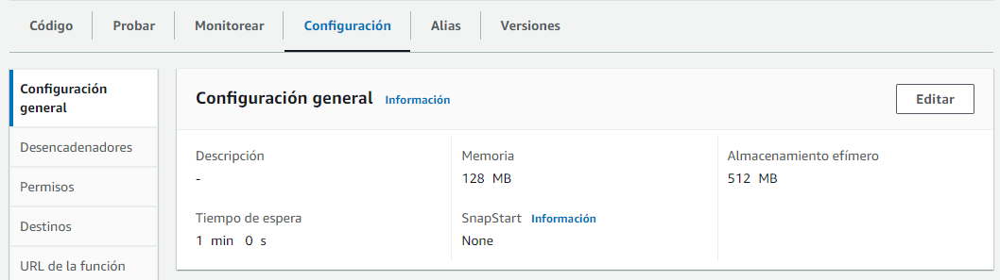 Código Probar Monitorear Configuración Alias Versiones
Configuración general
Desencadenadores
Permisos
Destinos
URL de la función
Configuración general Información Editar
Descripción
-
Memoria
128 MB
Almacenamiento efímero
512 MB
Tiempo de espera
1 min 0 s
SnapStart Información
None